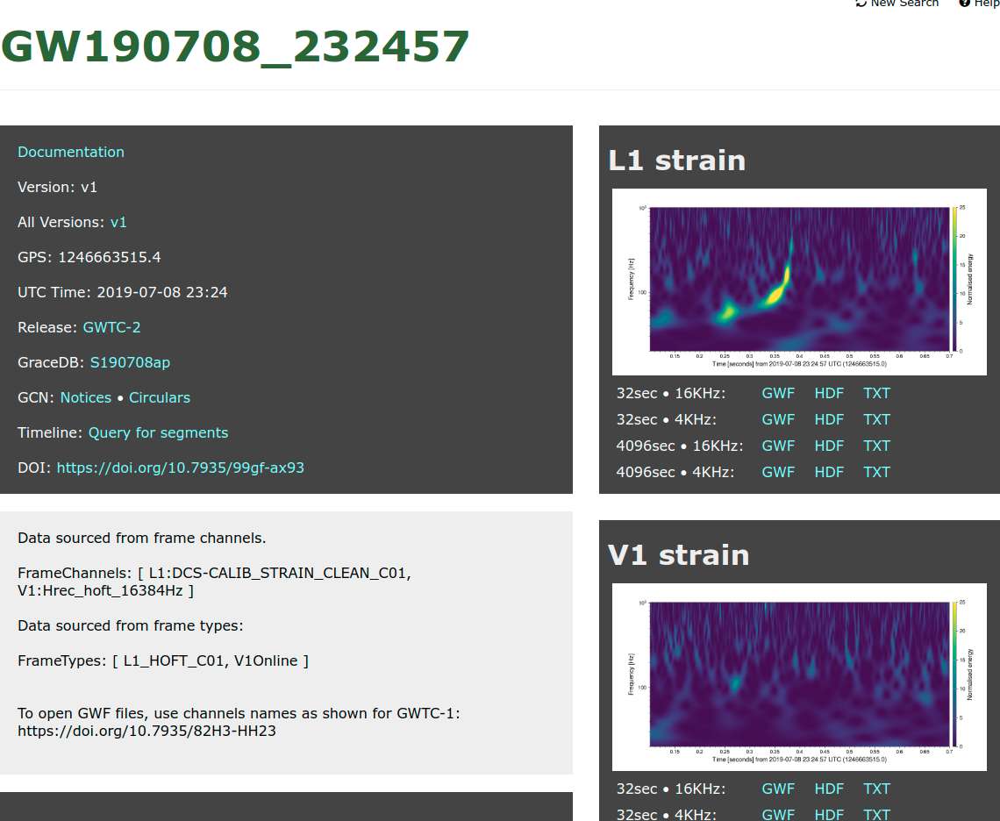 New Search Help
GW190708_232457
Documentation
Version: v1
All Versions: v1
GPS: 1246663515.4
UTC Time: 2019-07-08 23:24
Release: GWTC-2
GraceDB: S190708ap
GCN: Notices • Circulars
Timeline: Query for segments
DOI: https://doi.org/10.7935/99gf-ax93
Data sourced from frame channels.
FrameChannels: [ L1:DCS-CALIB_STRAIN_CLEAN_C01,
V1:Hrec_hoft_16384Hz ]
Data sourced from frame types:
FrameTypes: [ L1_HOFT_C01, V1Online ]
To open GWF files, use channels names as shown for GWTC-1:
https://doi.org/10.7935/82H3-HH23
L1 strain
10³
100
Frequency [Hz]
0.15 0.2 0.25 0.3 0.35 0.4 0.45 0.5 0.55 0.6 0.65 0.7
Time [seconds] from 2019-07-08 23:24:57 UTC (1246663515.0)
25
20
15
10
5
0
Normalised energy
32sec • 16KHz: GWF HDF TXT
32sec • 4KHz: GWF HDF TXT
4096sec • 16KHz: GWF HDF TXT
4096sec • 4KHz: GWF HDF TXT
V1 strain
10³
100
Frequency [Hz]
0.15 0.2 0.25 0.3 0.35 0.4 0.45 0.5 0.55 0.6 0.65 0.7
Time [seconds] from 2019-07-08 23:24:57 UTC (1246663515.0)
25
20
15
10
5
0
Normalised energy
32sec • 16KHz: GWF HDF TXT
32sec • 4KHz: GWF HDF TXT